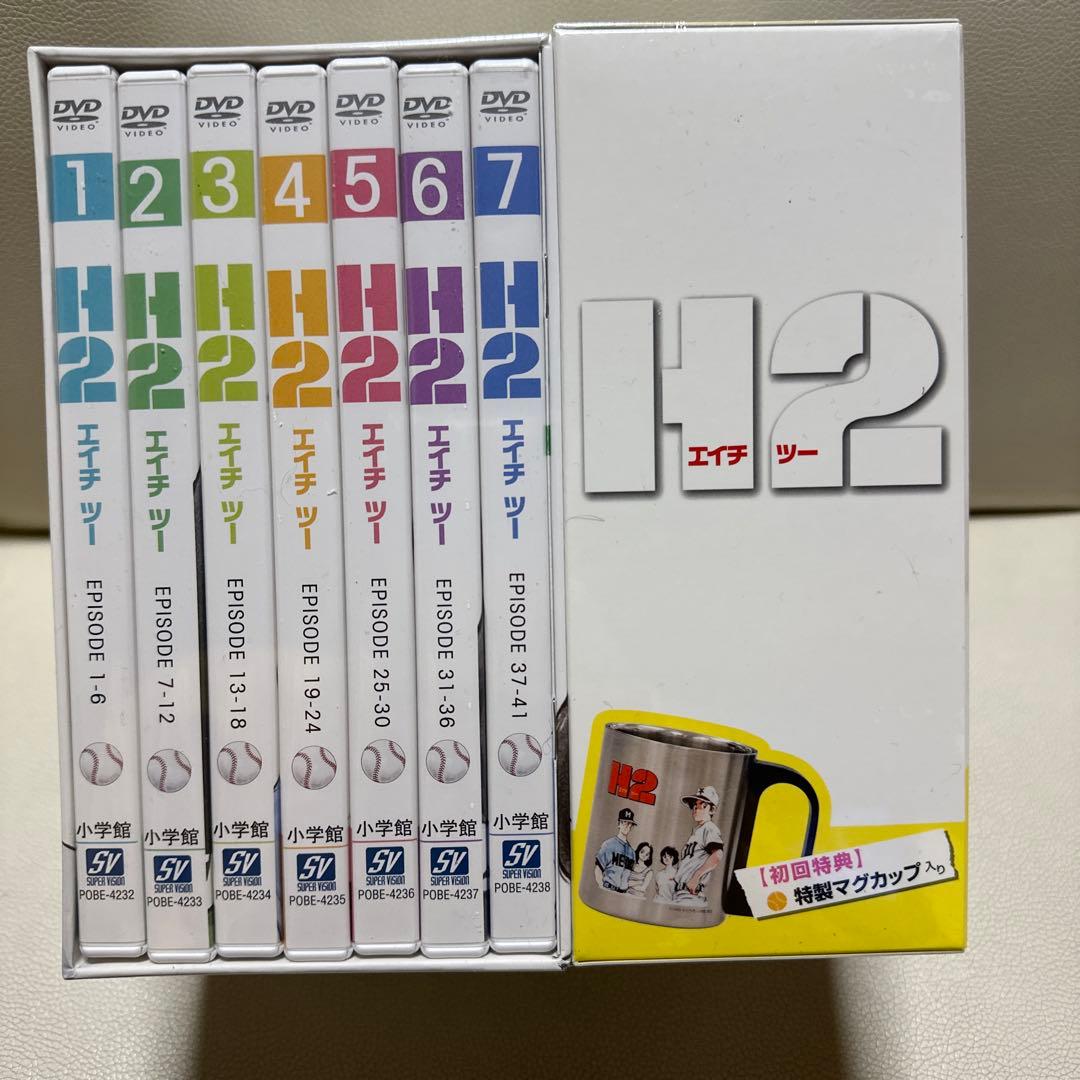 DVD
VIDEO
1
H2
エイチ ツー
EPISODE 1-6
小学館
SV
SUPER VISION
POBE-4232
DVD
VIDEO
2
H2
エイチ ツー
EPISODE 7-12
小学館
SV
SUPER VISION
POBE-4233
DVD
VIDEO
3
H2
エイチ ツー
EPISODE 13-18
小学館
SV
SUPER VISION
POBE-4234
DVD
VIDEO
4
H2
エイチ ツー
EPISODE 19-24
小学館
SV
SUPER VISION
POBE-4235
DVD
VIDEO
5
H2
エイチ ツー
EPISODE 25-30
小学館
SV
SUPER VISION
POBE-4236
DVD
VIDEO
6
H2
エイチ ツー
EPISODE 31-36
小学館
SV
SUPER VISION
POBE-4237
DVD
VIDEO
7
H2
エイチ ツー
EPISODE 37-41
小学館
SV
SUPER VISION
POBE-4238
H2
エイチ ツー
H2
【初回特典】
特製マグカップ入り